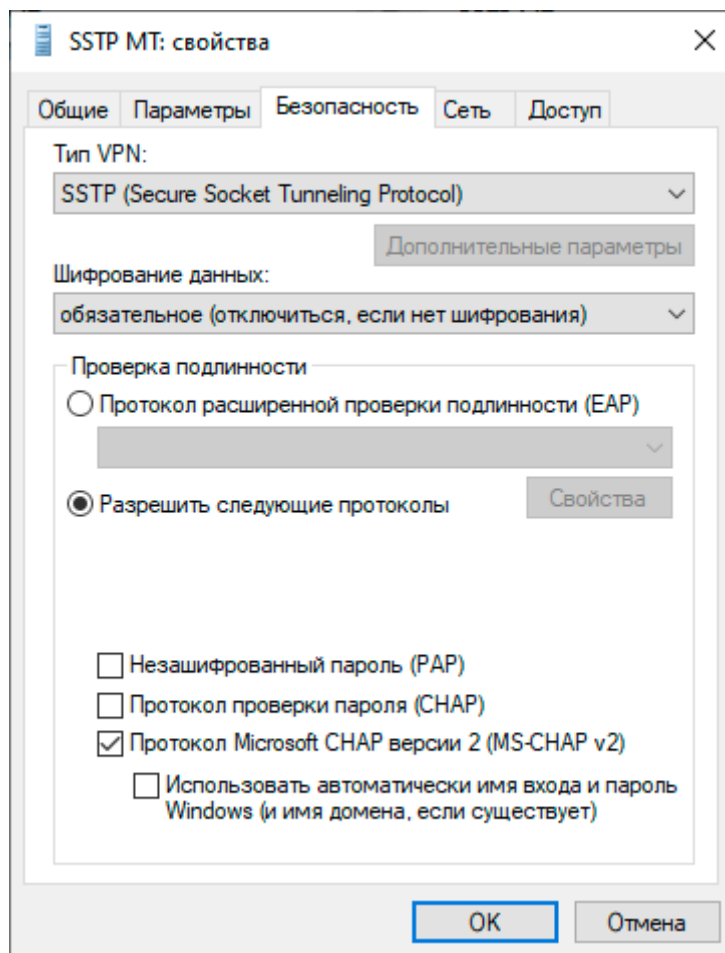 SSTP MT: свойства
Общие
Параметры
Безопасность
Сеть
Доступ
Тип VPN:
SSTP (Secure Socket Tunneling Protocol)
Дополнительные параметры
Шифрование данных:
обязательное (отключиться, если нет шифрования)
Проверка подлинности
Протокол расширенной проверки подлинности (EAP)
Разрешить следующие протоколы
Свойства
Незашифрованный пароль (PAP)
Протокол проверки пароля (CHAP)
Протокол Microsoft CHAP версии 2 (MS-CHAP v2)
Использовать автоматически имя входа и пароль
Windows (и имя домена, если существует)
OK
Отмена